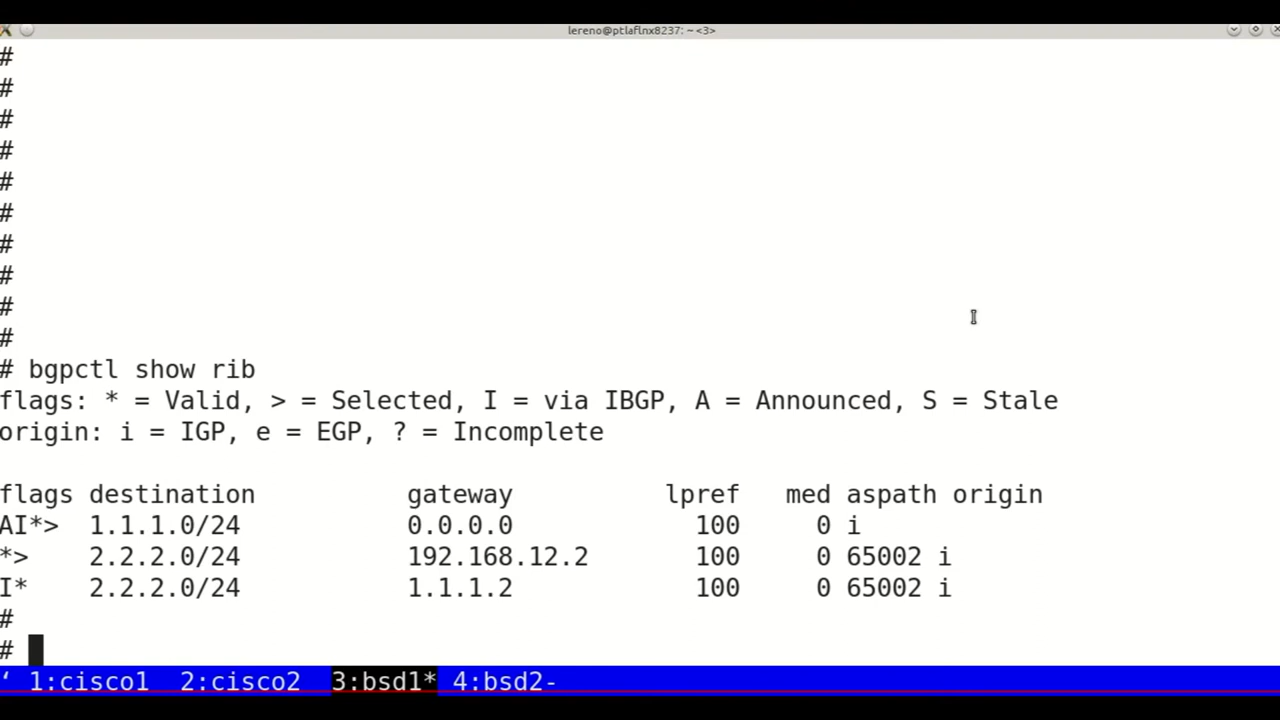 lereno@ptlaflnx8237: ~ <3>
#
#
#
#
#
#
#
#
#
#
# bgpctl show rib
flags: * = Valid, > = Selected, I = via IBGP, A = Announced, S = Stale
origin: i = IGP, e = EGP, ? = Incomplete
flags destination gateway lpref med aspath origin
AI*> 1.1.1.0/24 0.0.0.0 100 0 i
*> 2.2.2.0/24 192.168.12.2 100 0 65002 i
I* 2.2.2.0/24 1.1.1.2 100 0 65002 i
#
#
‘ 1:cisco1 2:cisco2 3:bsd1* 4:bsd2-